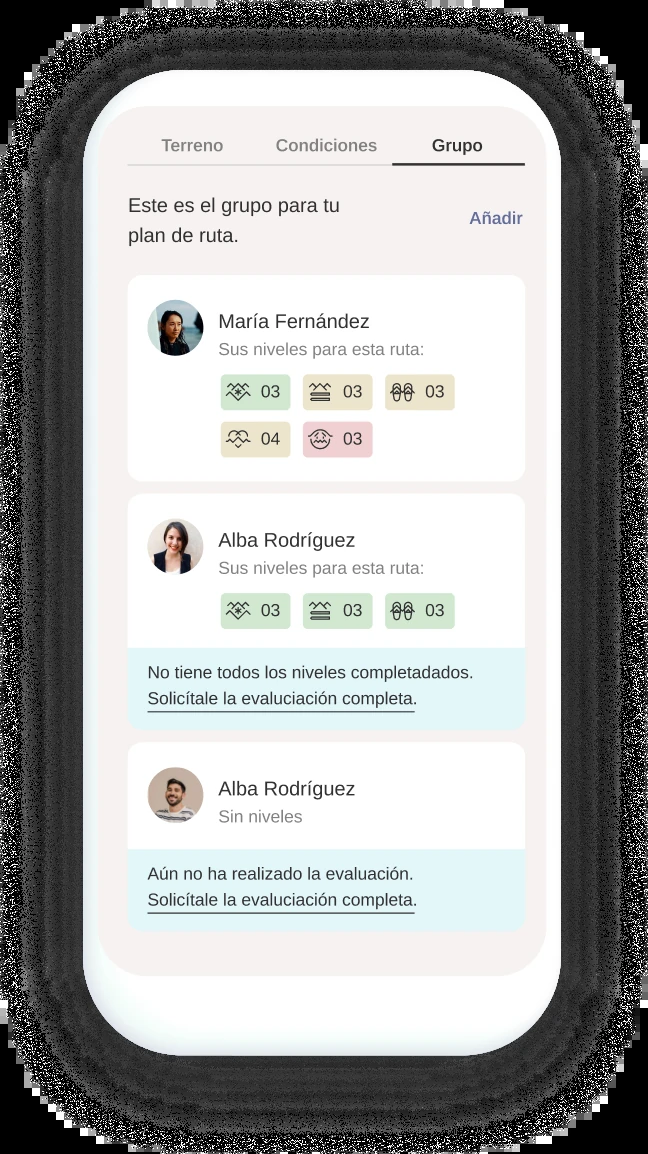 Terreno Condiciones Grupo
Este es el grupo para tu
plan de ruta.
Añadir
María Fernández
Sus niveles para esta ruta:
03 03 03
04 03
Alba Rodríguez
Sus niveles para esta ruta:
03 03 03
No tiene todos los niveles completadados.
Solicítale la evaluciación completa.
Alba Rodríguez
Sin niveles
Aún no ha realizado la evaluación.
Solicítale la evaluciación completa.